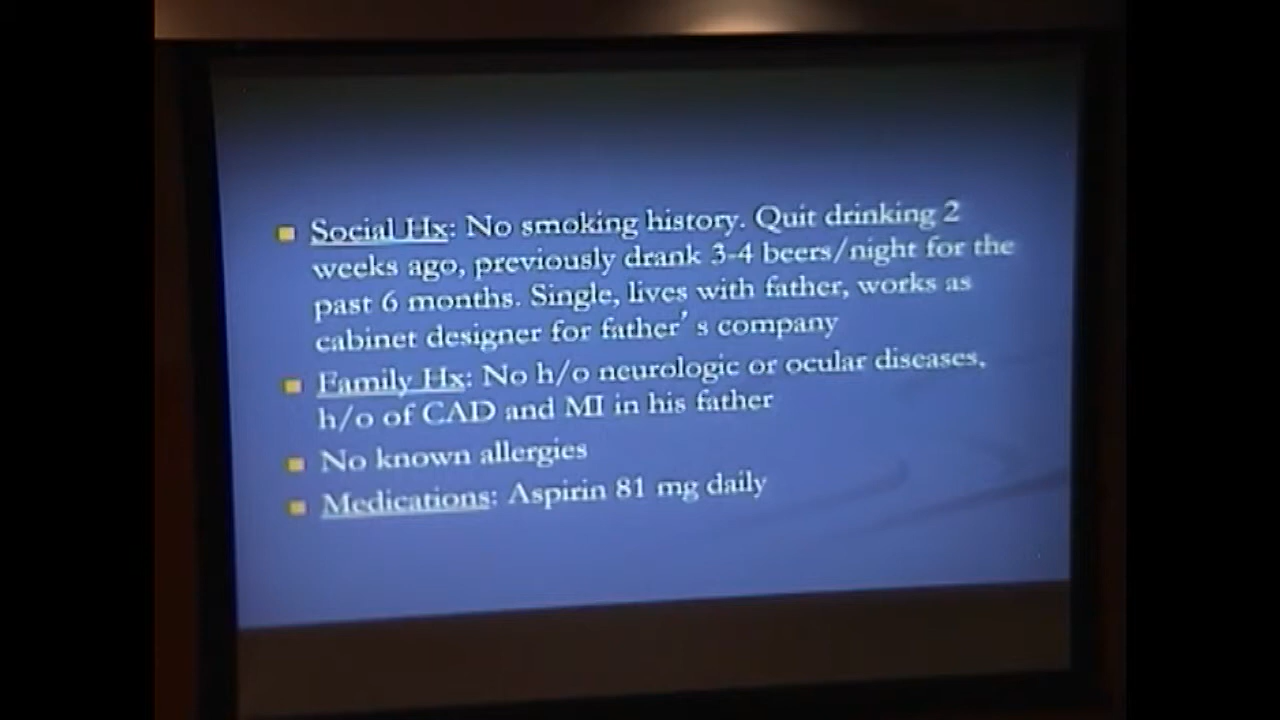 Social Hx: No smoking history. Quit drinking 2
weeks ago, previously drank 3-4 beers/night for the
past 6 months. Single, lives with father, works as
cabinet designer for father's company
Family Hx: No h/o neurologic or ocular diseases,
h/o of CAD and MI in his father
No known allergies
Medications: Aspirin 81 mg daily